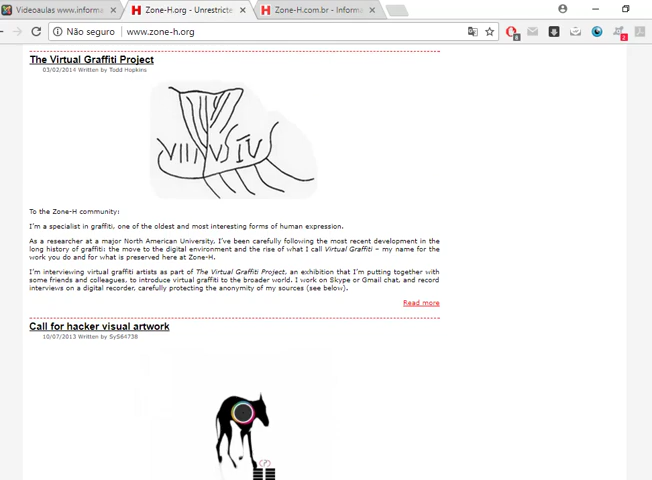 Videoaulas www.informe
Zone-H.org - Unrestricte
Zone-H.com.br - Informa
Não seguro
www.zone-h.org
The Virtual Graffiti Project
03/03/2014 Written by Todd Hopkins
VIINVSIV
To the Zone-H community:
I'm a specialist in graffiti, one of the oldest and most interesting forms of human expression.
As a researcher at a major North American University, I've been carefully following the most recent development in the
long history of graffiti: the move to the digital environment and the rise of what I call Virtual Graffiti – my name for the
work you do and for what is preserved here at Zone-H.
I'm interviewing virtual graffiti artists as part of The Virtual Graffiti Project, an exhibition that I'm putting together with
some friends and colleagues, to introduce virtual graffiti to the broader world. I work on Skype or Gmail chat, and record
interviews on a digital recorder, carefully protecting the anonymity of my sources (see below).
Read more
Call for hacker visual artwork
10/07/2013 Written by SyS64738